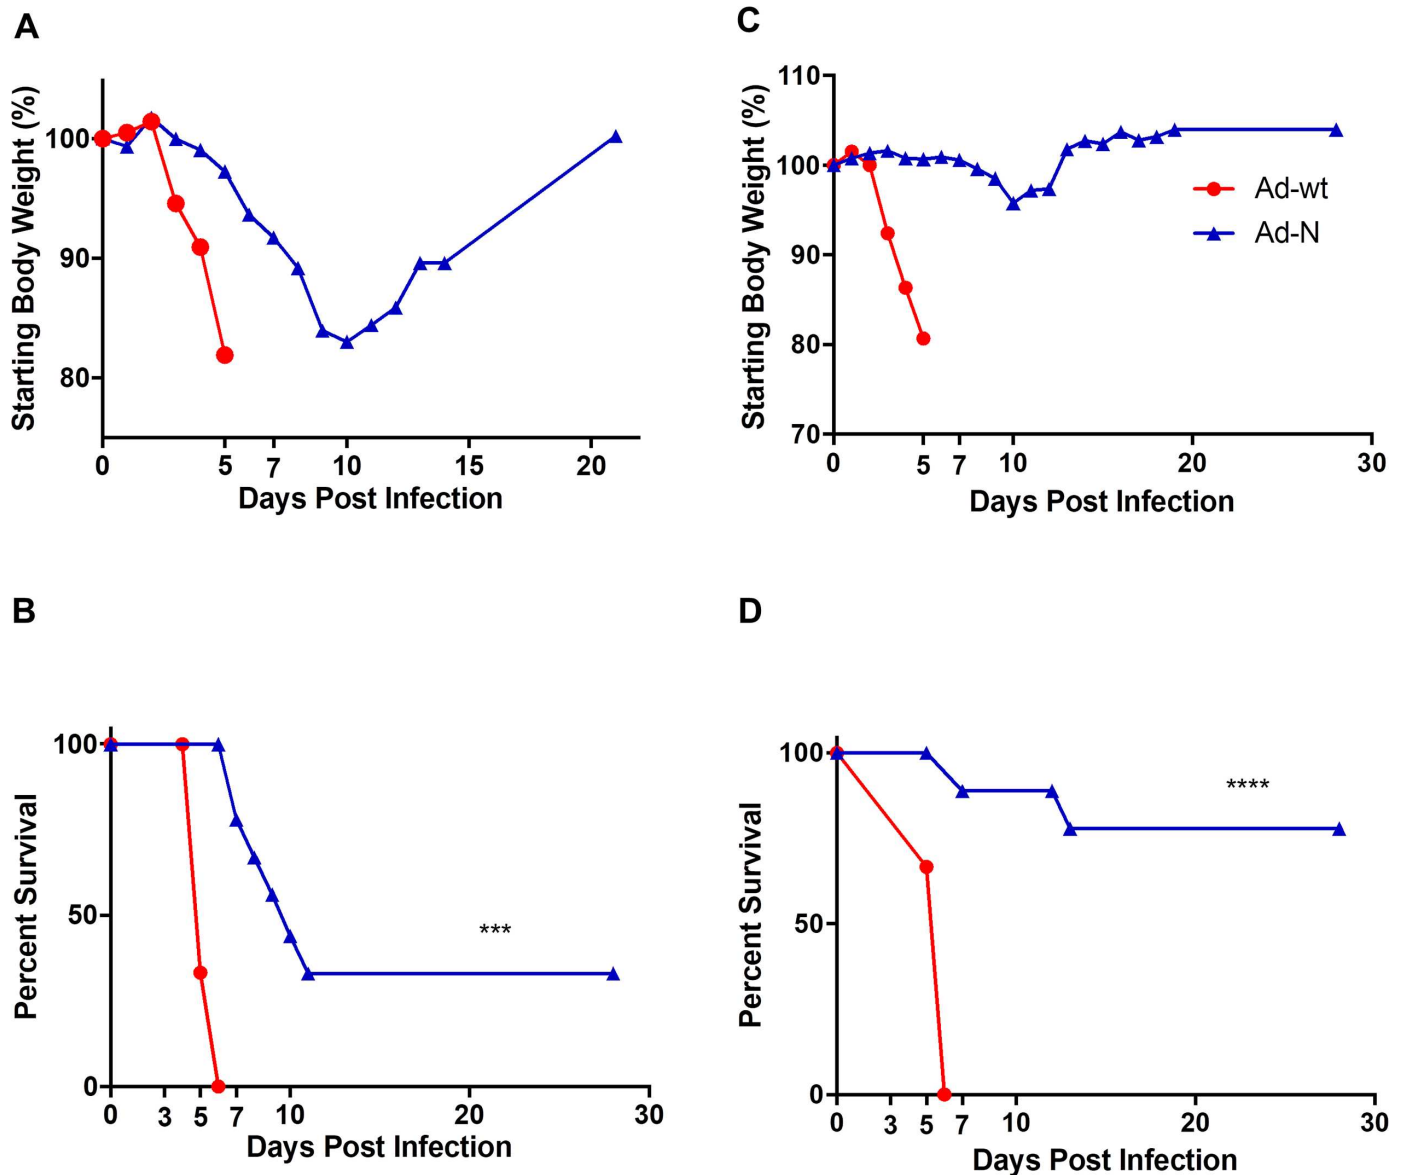 A
Starting Body Weight (%)
100
90
80
0 5 7 10 15 20
Days Post Infection
C
Starting Body Weight (%)
110
100
90
80
70
0 5 7 10 20 30
Days Post Infection
Ad-wt
Ad-N
B
Percent Survival
100
50
0
***
0 3 5 7 10 20 30
Days Post Infection
D
Percent Survival
100
50
0
****
0 3 5 7 10 20 30
Days Post Infection